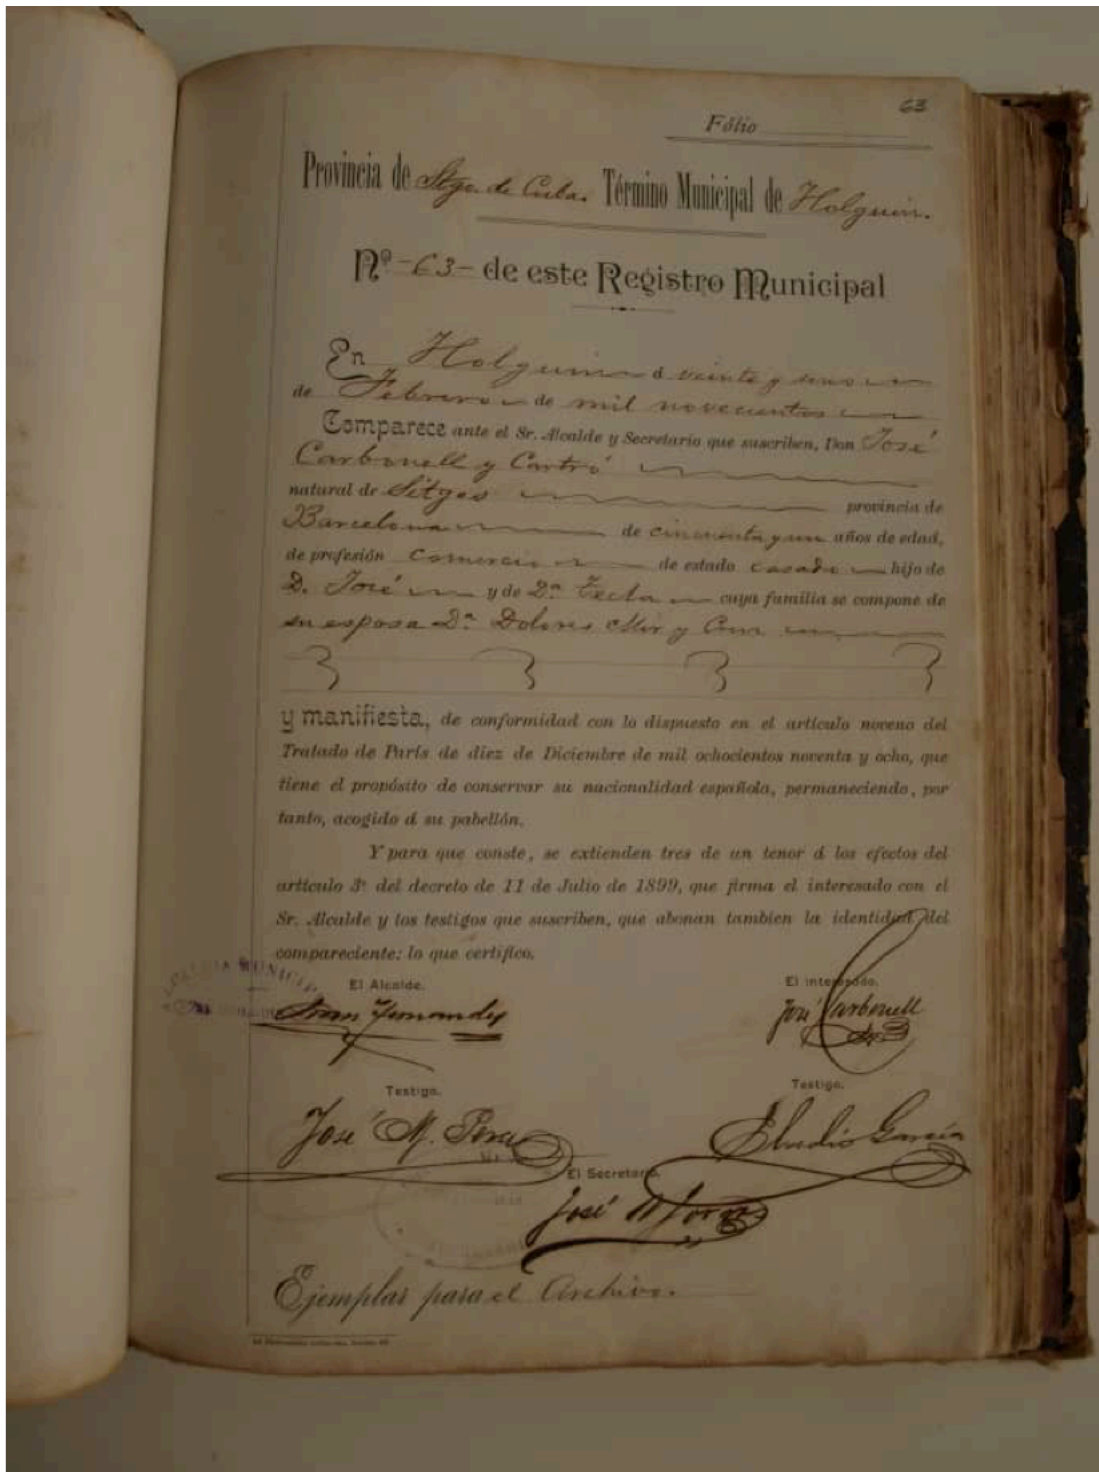 63
Fólio
Provincia de Stgo. de Cuba. Término Municipal de Holguin.
Nº -63- de este Registro Municipal
En Holguin á veinte y uno
de Febrero de mil novecientos
Comparece ante el Sr. Alcalde y Secretario que suscriben, Don José
Carbonell y Cartró
natural de Sitges provincia de
Barcelona de cincuenta y un años de edad,
de profesión comercio de estado casado hijo de
D. José y de Dª Tecla cuya familia se compone de
su esposa Dª Dolores Mir y
y manifiesta, de conformidad con lo dispuesto en el artículo noveno del
Tratado de París de diez de Diciembre de mil ochocientos noventa y ocho, que
tiene el propósito de conservar su nacionalidad española, permaneciendo, por
tanto, acogido á su pabellón.
Y para que conste, se extienden tres de un tenor á los efectos del
artículo 3º del decreto de 11 de Julio de 1899, que firma el interesado con el
Sr. Alcalde y los testigos que suscriben, que abonan tambien la identidad del
compareciente: lo que certifico.
ALCALDIA MUNICIPAL
El Alcalde. El interesado.
Fernandez José Carbonell
Testigo. Testigo.
José M. Eladio García
El Secretario.
José
Ejemplar para el Archivo.